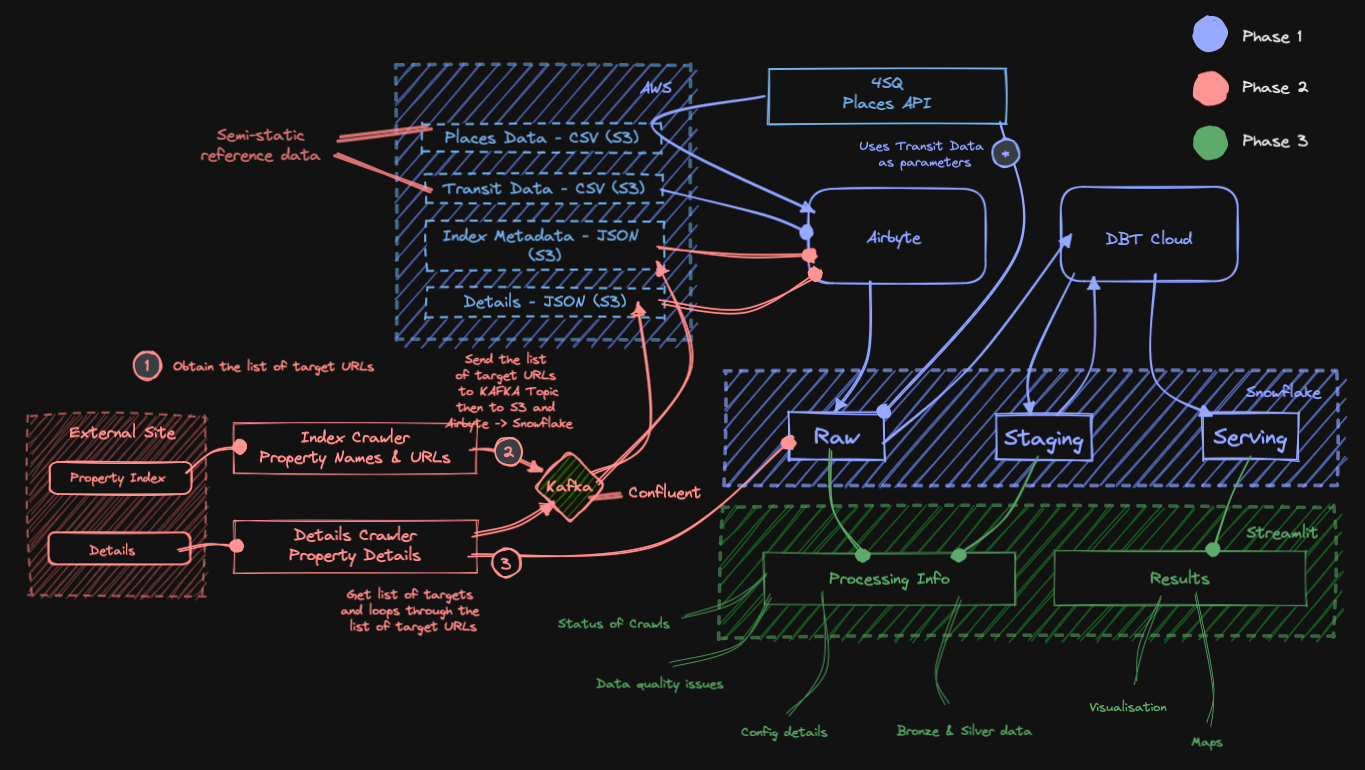 Phase 1
Phase 2
Phase 3
AWS
4SQ
Places API
Semi-static
reference data
Places Data - CSV (S3)
Transit Data - CSV (S3)
Index Metadata - JSON
(S3)
Details - JSON (S3)
Uses Transit Data
as parameters
*
Airbyte
DBT Cloud
1
Obtain the list of target URLs
Send the list
of target URLs
to KAFKA Topic
then to S3 and
Airbyte -> Snowflake
Snowflake
Raw
Staging
Serving
External Site
Property Index
Details
Index Crawler
Property Names & URLs
2
Kafka
Confluent
Details Crawler
Property Details
3
Get list of targets
and loops through the
list of target URLs
Streamlit
Processing Info
Results
Status of Crawls
Data quality issues
Config details
Bronze & Silver data
Visualisation
Maps